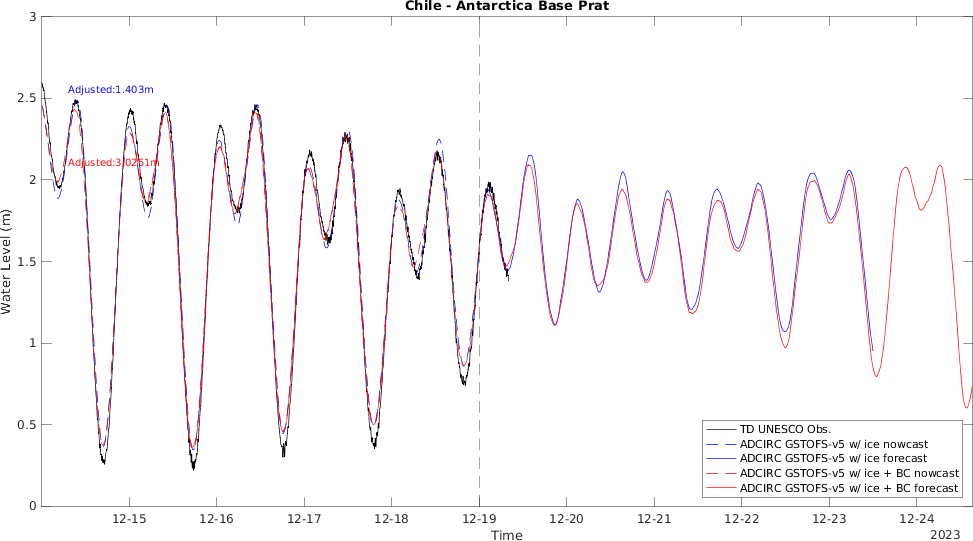 Chile - Antarctica Base Prat
3
2.5
2
1.5
1
0.5
0
Water Level (m)
Adjusted:1.403m
Adjusted:3.0251m
TD UNESCO Obs.
ADCIRC GSTOFS-v5 w/ ice nowcast
ADCIRC GSTOFS-v5 w/ ice forecast
ADCIRC GSTOFS-v5 w/ ice + BC nowcast
ADCIRC GSTOFS-v5 w/ ice + BC forecast
12-15 12-16 12-17 12-18 12-19 12-20 12-21 12-22 12-23 12-24
Time
2023